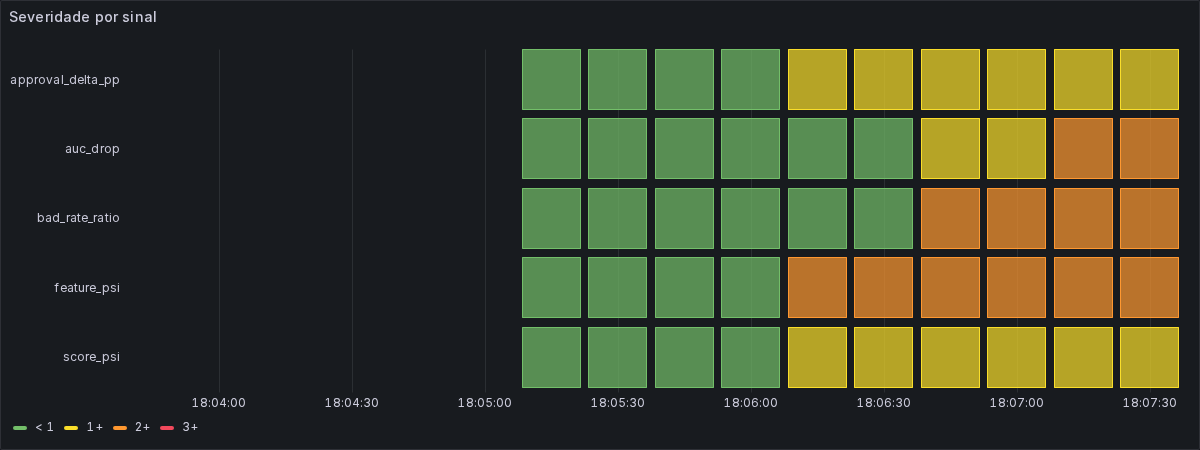 Severidade por sinal
approval_delta_pp
auc_drop
bad_rate_ratio
feature_psi
score_psi
18:04:00 18:04:30 18:05:00 18:05:30 18:06:00 18:06:30 18:07:00 18:07:30
< 1 1+ 2+ 3+